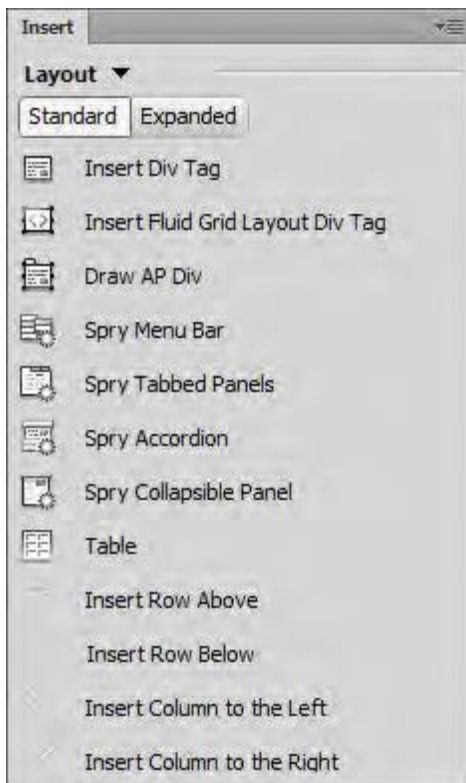 Insert
Layout
Standard Expanded
Insert Div Tag
Insert Fluid Grid Layout Div Tag
Draw AP Div
Spry Menu Bar
Spry Tabbed Panels
Spry Accordion
Spry Collapsible Panel
Table
Insert Row Above
Insert Row Below
Insert Column to the Left
Insert Column to the Right